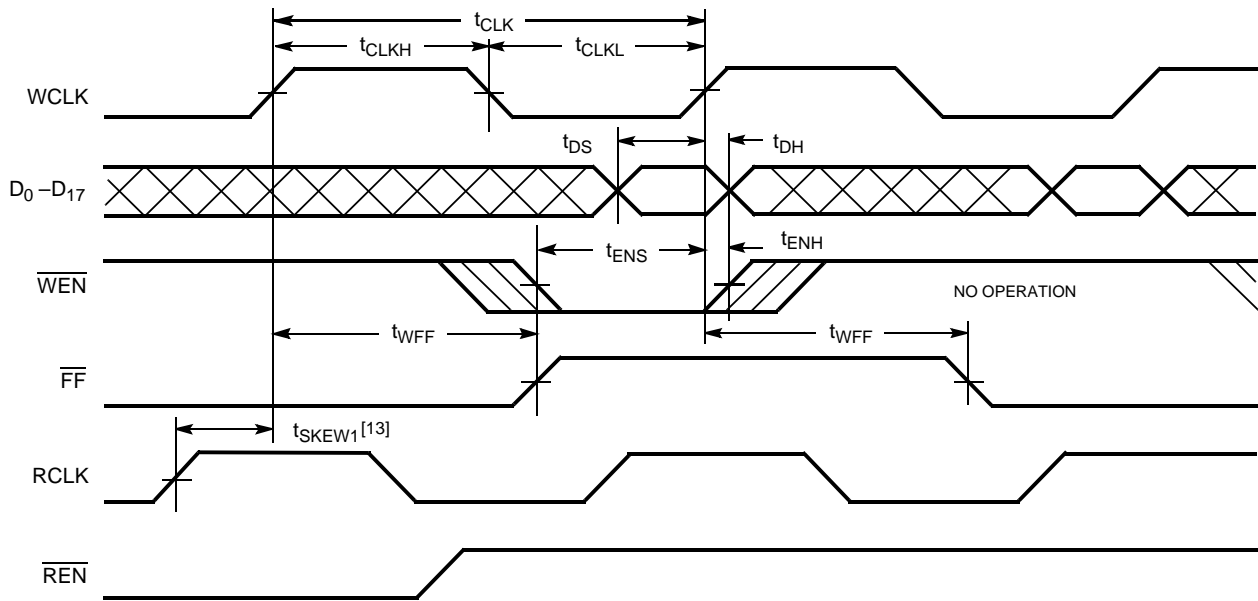 tCLK
tCLKH
tCLKL
WCLK
tDS
tDH
D0 –D17
tENS
tENH
WEN
NO OPERATION
tWFF
tWFF
FF
tSKEW1[13]
RCLK
REN